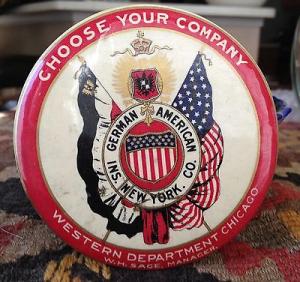 CHOOSE YOUR COMPANY
GERMAN AMERICAN
INS. NEW YORK. CO.
WESTERN DEPARTMENT CHICAGO
W.H. SAGE, MANAGER